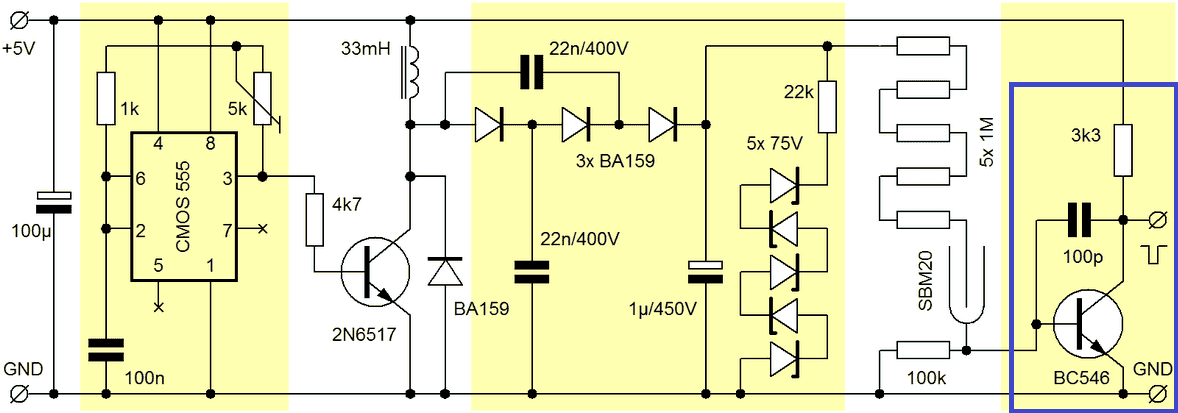 +5V
100µ
GND
1k
5k
4
8
6
3
2
7
5
1
CMOS 555
100n
4k7
33mH
2N6517
BA159
22n/400V
3x BA159
22n/400V
1µ/450V
5x 75V
22k
5x 1M
SBM20
100k
3k3
100p
BC546
GND